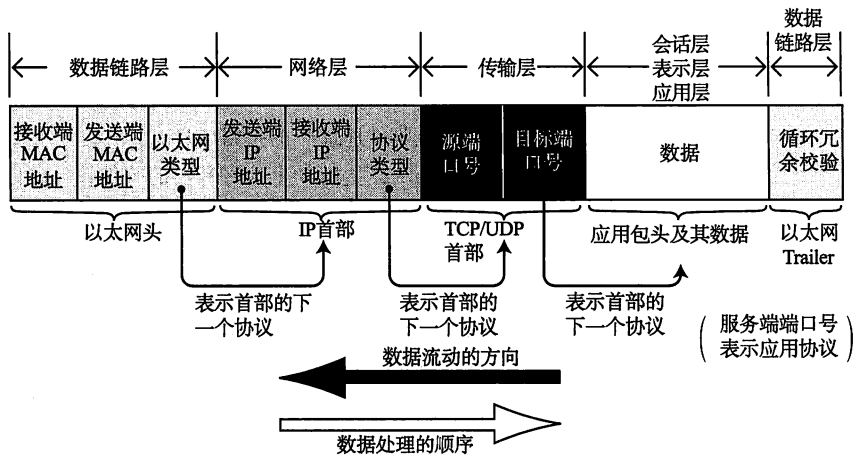 数据链路层
网络层
传输层
会话层
表示层
应用层
数据
链路层
接收端
MAC
地址
发送端
MAC
地址
以太网
类型
发送端
IP
地址
接收端
IP
地址
协议
类型
源端
口号
目标端
口号
数据
循环冗
余校验
以太网头
IP首部
TCP/UDP
首部
应用包头及其数据
以太网
Trailer
表示首部的下
一个协议
表示首部的
下一个协议
表示首部的
下一个协议
(服务端端口号
表示应用协议)
数据流动的方向
数据处理的顺序